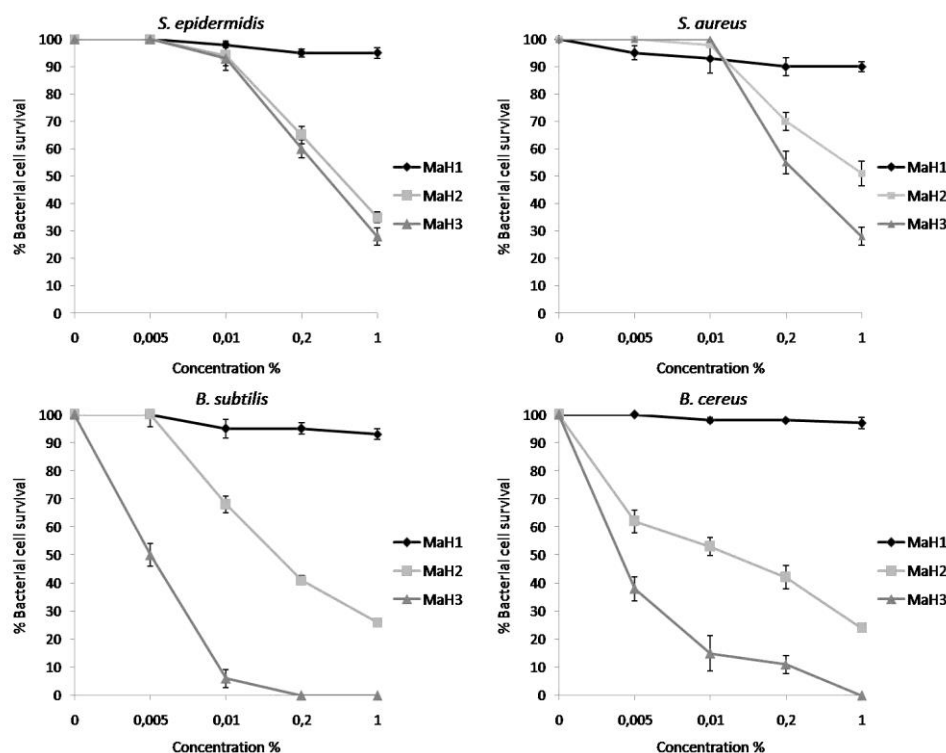 S. epidermidis
% Bacterial cell survival
100
90
80
70
60
50
40
30
20
10
0
0 0,005 0,01 0,2 1
Concentration %
MaH1
MaH2
MaH3
S. aureus
% Bacterial cell survival
100
90
80
70
60
50
40
30
20
10
0
0 0,005 0,01 0,2 1
Concentration %
MaH1
MaH2
MaH3
B. subtilis
% Bacterial cell survival
100
90
80
70
60
50
40
30
20
10
0
0 0,005 0,01 0,2 1
Concentration %
MaH1
MaH2
MaH3
B. cereus
% Bacterial cell survival
100
90
80
70
60
50
40
30
20
10
0
0 0,005 0,01 0,2 1
Concentration %
MaH1
MaH2
MaH3